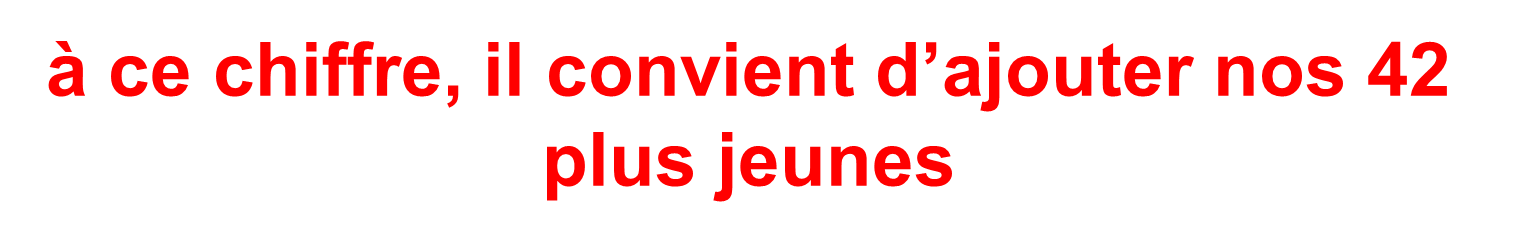 à ce chiffre, il convient d’ajouter nos 42
plus jeunes